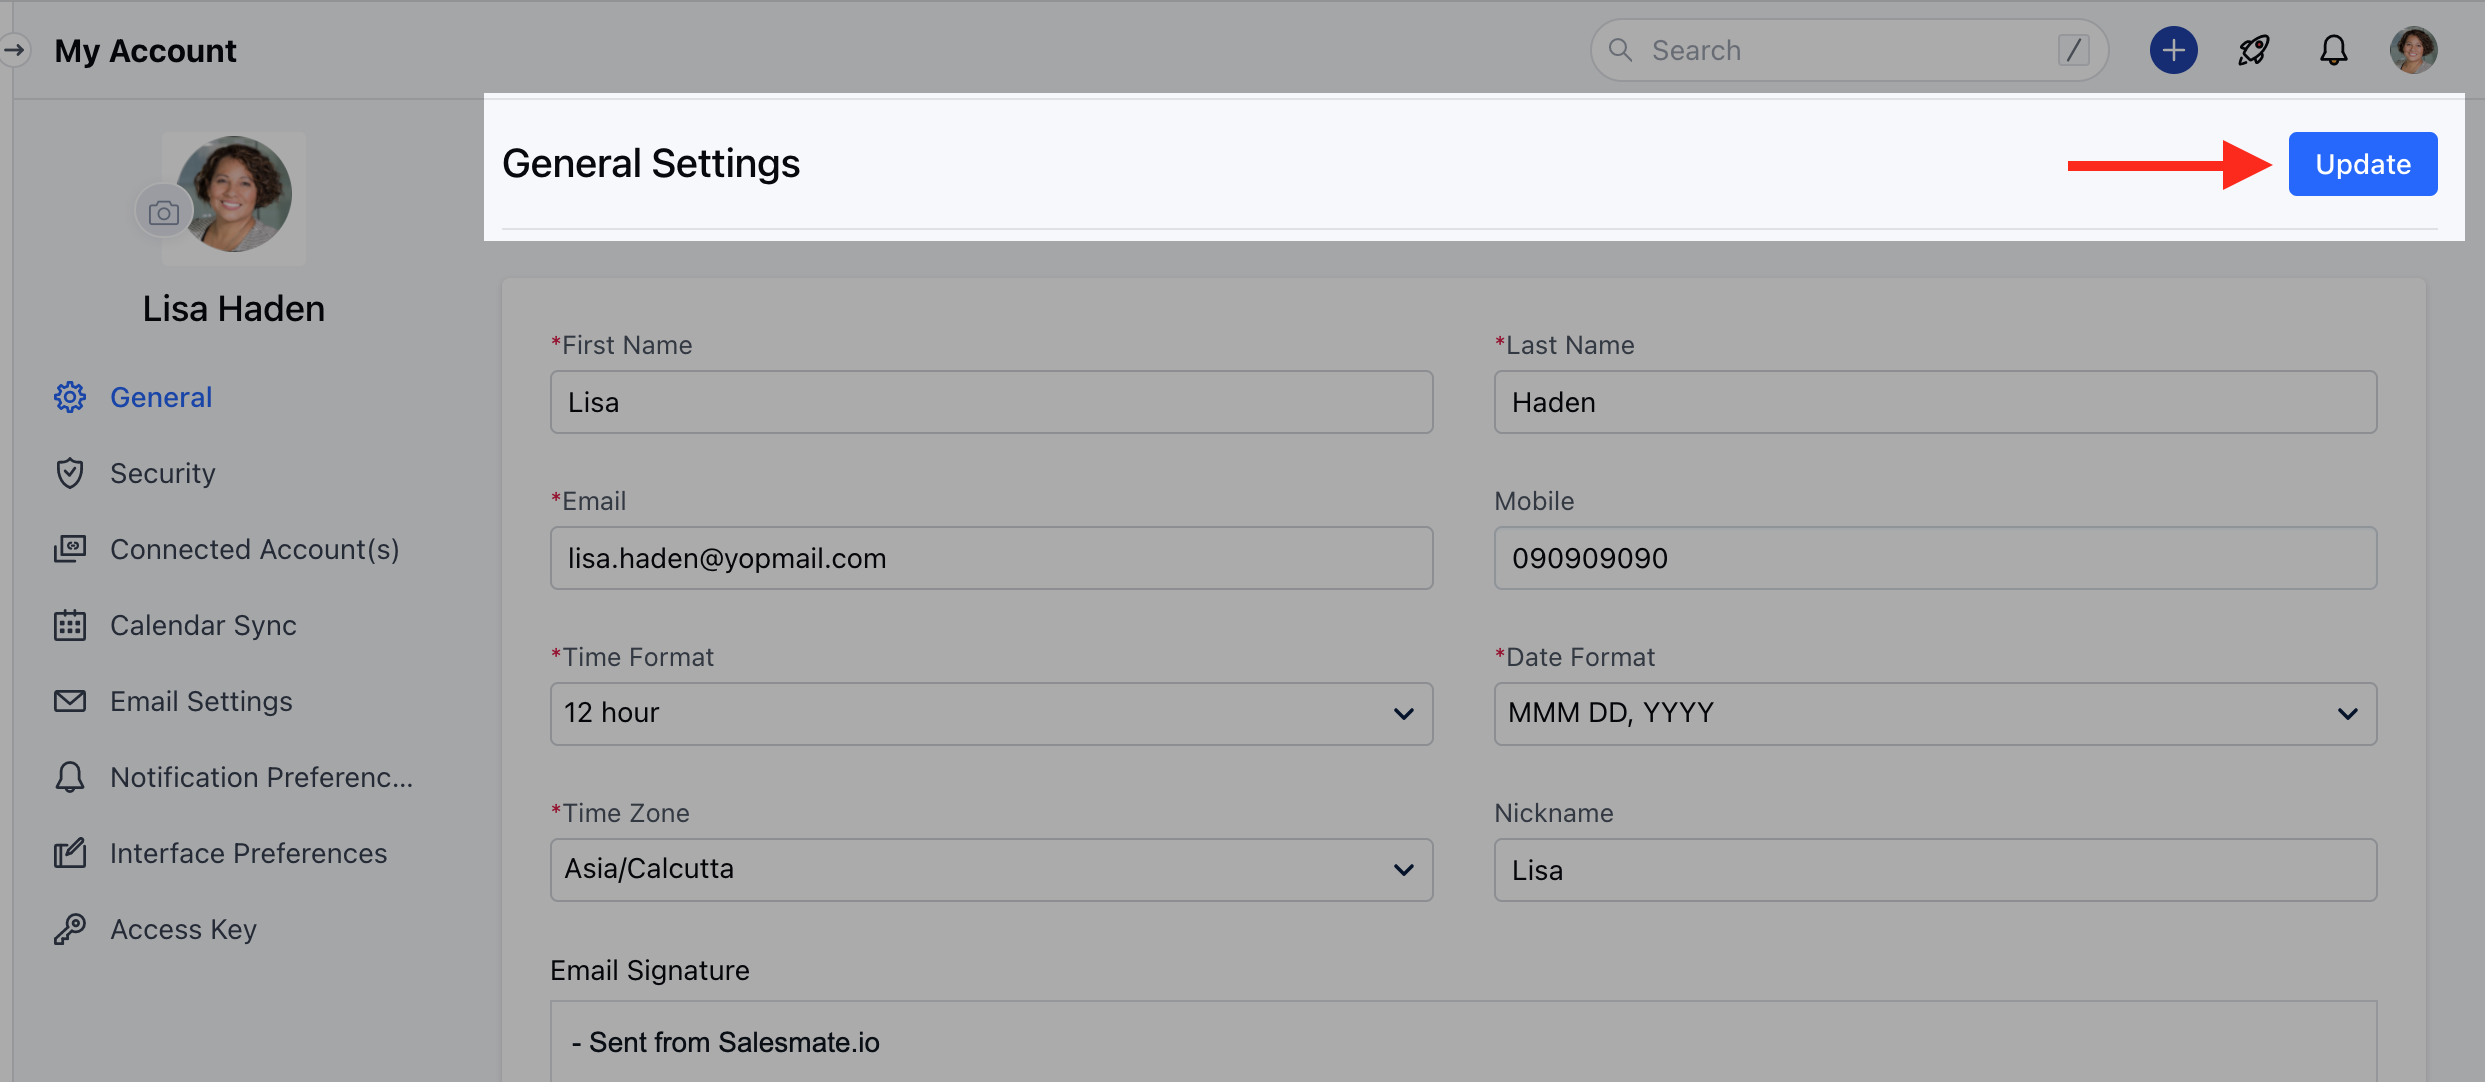 My Account
Search /
General Settings
Update
Lisa Haden
General
Security
Connected Account(s)
Calendar Sync
Email Settings
Notification Preferenc...
Interface Preferences
Access Key
*First Name
Lisa
*Last Name
Haden
*Email
lisa.haden@yopmail.com
Mobile
090909090
*Time Format
12 hour
*Date Format
MMM DD, YYYY
*Time Zone
Asia/Calcutta
Nickname
Lisa
Email Signature
- Sent from Salesmate.io